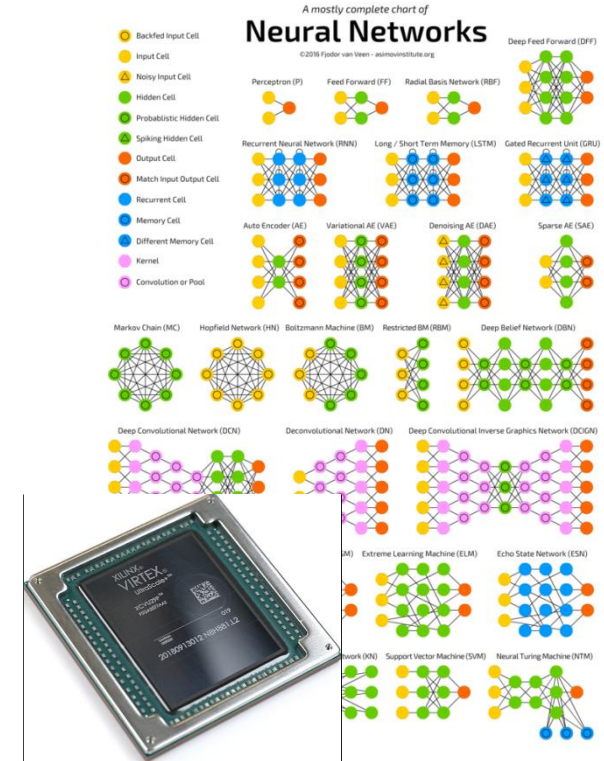 A mostly complete chart of
Neural Networks
©2016 Fjodor van Veen - asimovinstitute.org
Backfed Input Cell
Input Cell
Noisy Input Cell
Hidden Cell
Probablistic Hidden Cell
Spiking Hidden Cell
Output Cell
Match Input Output Cell
Recurrent Cell
Memory Cell
Different Memory Cell
Kernel
Convolution or Pool
Deep Feed Forward (DFF)
Perceptron (P)
Feed Forward (FF)
Radial Basis Network (RBF)
Recurrent Neural Network (RNN)
Long / Short Term Memory (LSTM)
Gated Recurrent Unit (GRU)
Auto Encoder (AE)
Variational AE (VAE)
Denoising AE (DAE)
Sparse AE (SAE)
Markov Chain (MC)
Hopfield Network (HN)
Boltzmann Machine (BM)
Restricted BM (RBM)
Deep Belief Network (DBN)
Deep Convolutional Network (DCN)
Deconvolutional Network (DN)
Deep Convolutional Inverse Graphics Network (DCIGN)
SM)
Extreme Learning Machine (ELM)
Echo State Network (ESN)
twork (KN)
Support Vector Machine (SVM)
Neural Turing Machine (NTM)
XILINX
VIRTEX
UltraScale+™
019